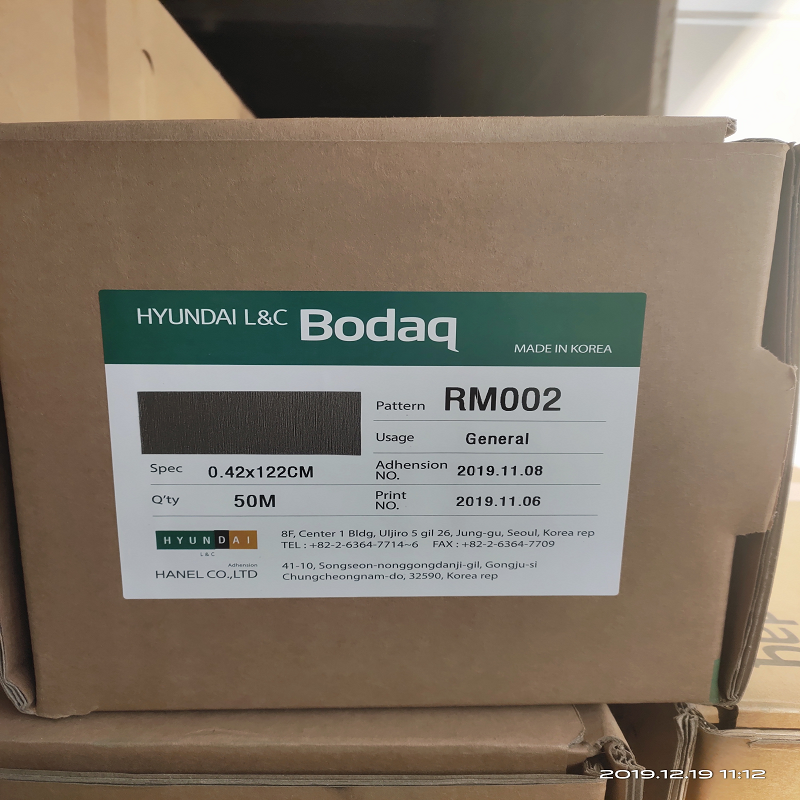 HYUNDAI L&C Bodaq
MADE IN KOREA
Pattern RM002
Usage General
Spec 0.42x122CM
Adhension NO. 2019.11.08
Q'ty 50M
Print NO. 2019.11.06
HYUNDAI
L&C
8F, Center 1 Bldg, Uljiro 5 gil 26, Jung-gu, Seoul, Korea rep
TEL : +82-2-6364-7714~6 FAX : +82-2-6364-7709
Adhension
HANEL CO.,LTD
41-10, Songseon-nonggongdanji-gil, Gongju-si
Chungcheongnam-do, 32590, Korea rep
2019.12.19 11:12